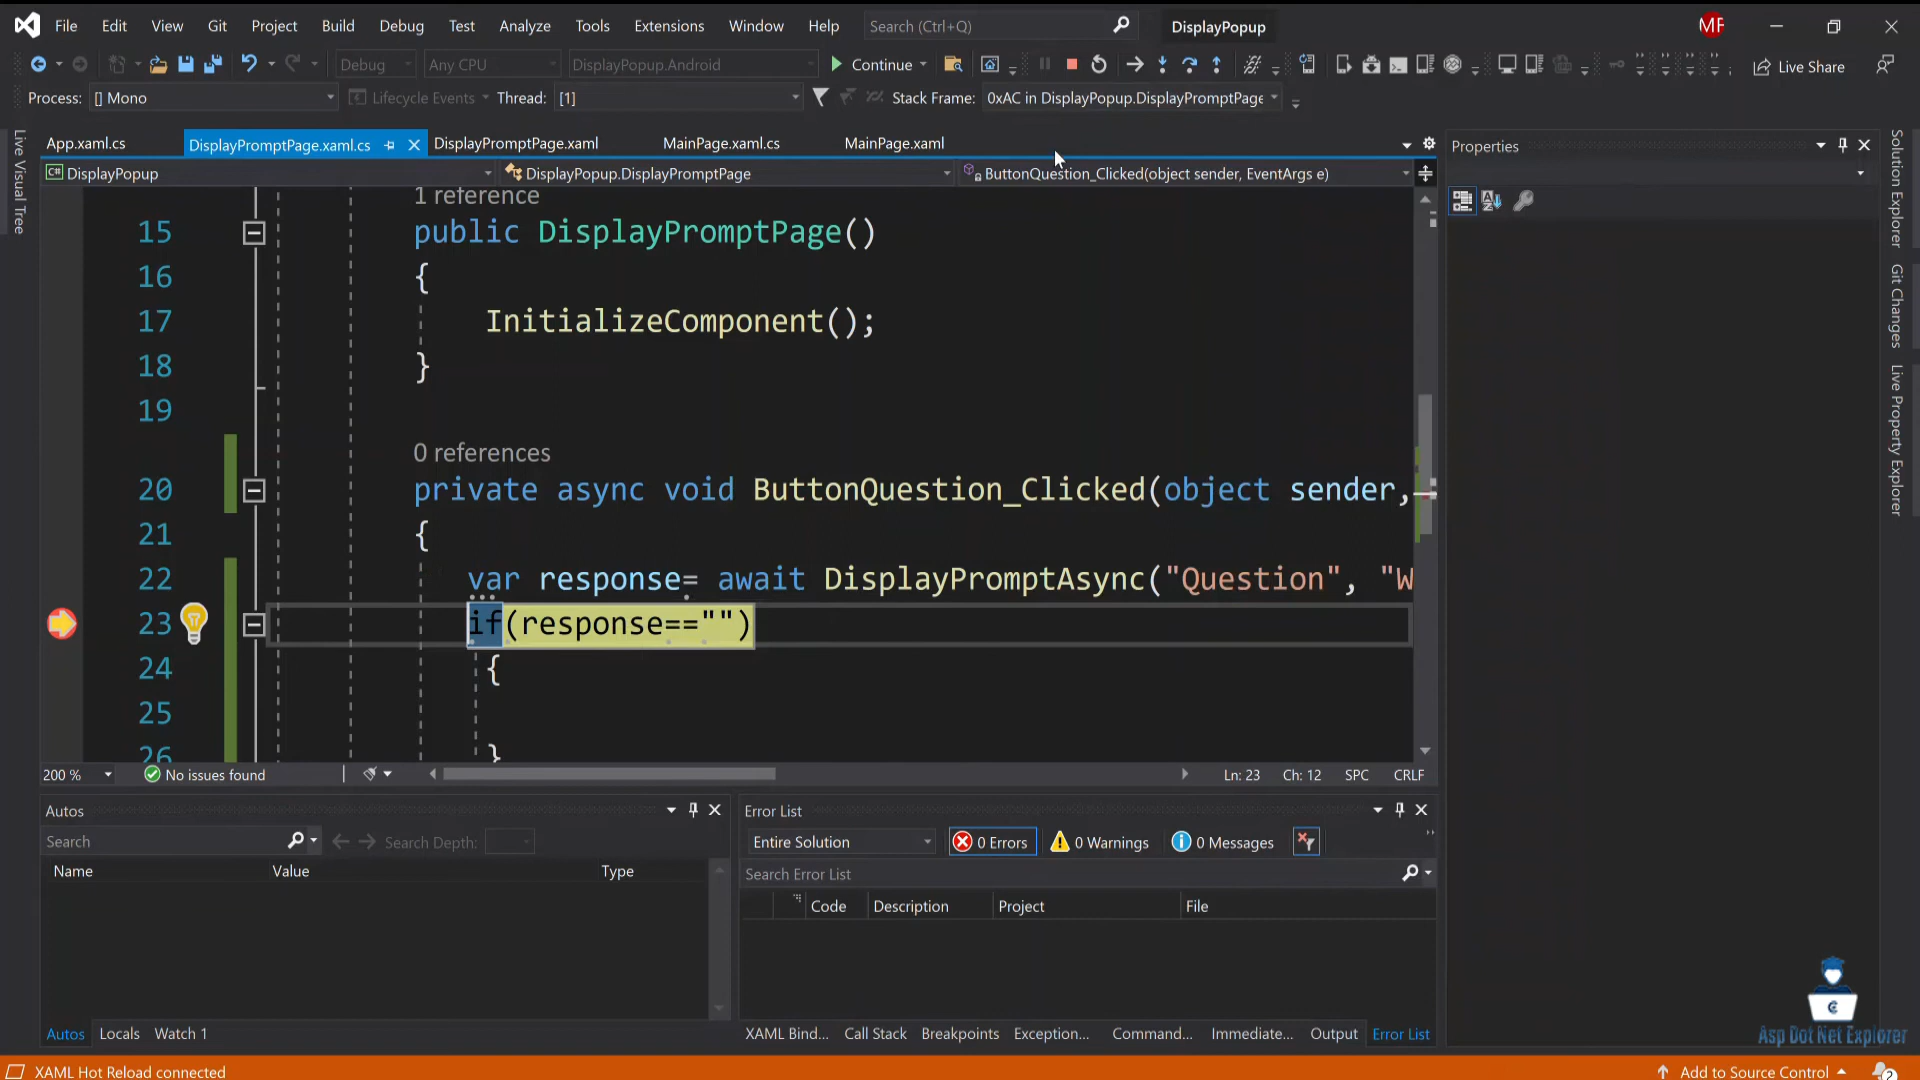 File Edit View Git Project Build Debug Test Analyze Tools Extensions Window Help Search (Ctrl+Q) DisplayPopup MF
Debug Any CPU DisplayPopup.Android Continue Live Share
Process: [] Mono Lifecycle Events Thread: [1] Stack Frame: 0xAC in DisplayPopup.DisplayPromptPage
App.xaml.cs DisplayPromptPage.xaml.cs DisplayPromptPage.xaml MainPage.xaml.cs MainPage.xaml
C# DisplayPopup DisplayPopup.DisplayPromptPage ButtonQuestion_Clicked(object sender, EventArgs e)
1 reference
15 public DisplayPromptPage()
16 {
17 InitializeComponent();
18 }
19
0 references
20 private async void ButtonQuestion_Clicked(object sender,
21 {
22 var response= await DisplayPromptAsync("Question", "W
23 if(response=="")
24 {
25
26 }
200 % No issues found Ln: 23 Ch: 12 SPC CRLF
Autos
Search Search Depth:
Name Value Type
Autos Locals Watch 1
Error List
Entire Solution 0 Errors 0 Warnings 0 Messages
Search Error List
Code Description Project File
XAML Bind... Call Stack Breakpoints Exception... Command... Immediate... Output Error List
Properties
Live Visual Tree
Solution Explorer
Git Changes
Live Property Explorer
Asp Dot Net Explorer
XAML Hot Reload connected Add to Source Control 2